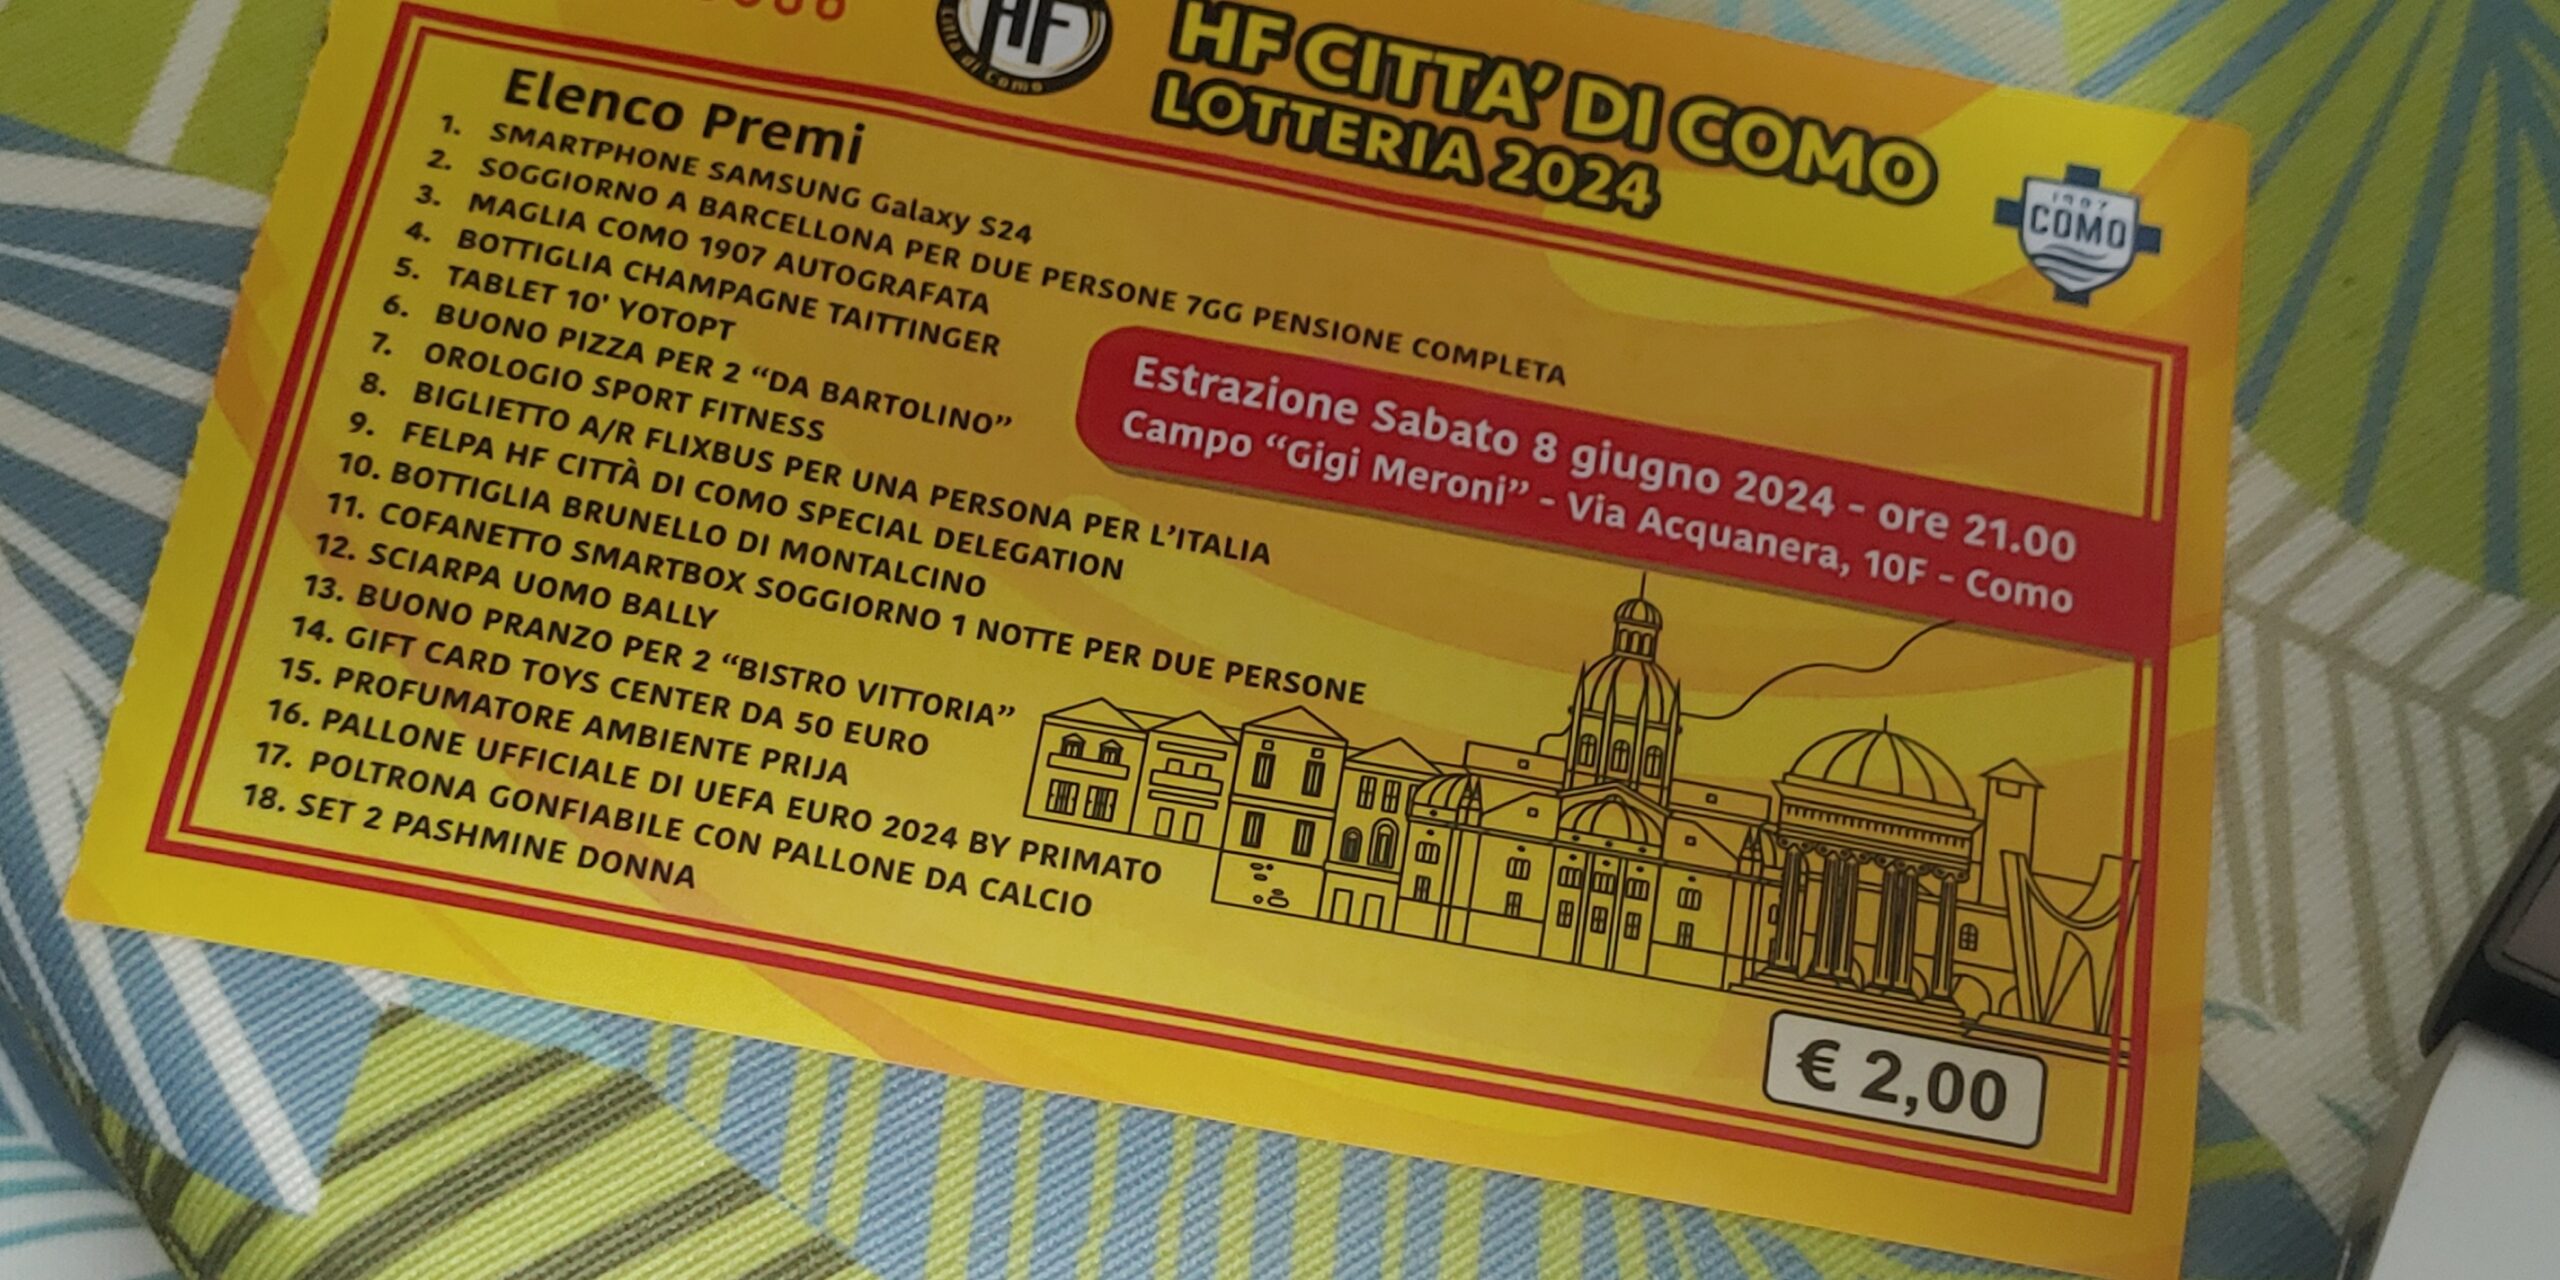 HF
Città di Como
HF CITTA' DI COMO
LOTTERIA 2024
1907
COMO
Elenco Premi
1. SMARTPHONE SAMSUNG Galaxy S24
2. SOGGIORNO A BARCELLONA PER DUE PERSONE 7GG PENSIONE COMPLETA
3. MAGLIA COMO 1907 AUTOGRAFATA
4. BOTTIGLIA CHAMPAGNE TAITTINGER
5. TABLET 10' YOTOPT
6. BUONO PIZZA PER 2 “DA BARTOLINO”
7. OROLOGIO SPORT FITNESS
8. BIGLIETTO A/R FLIXBUS PER UNA PERSONA PER L’ITALIA
9. FELPA HF CITTÀ DI COMO SPECIAL DELEGATION
10. BOTTIGLIA BRUNELLO DI MONTALCINO
11. COFANETTO SMARTBOX SOGGIORNO 1 NOTTE PER DUE PERSONE
12. SCIARPA UOMO BALLY
13. BUONO PRANZO PER 2 “BISTRO VITTORIA”
14. GIFT CARD TOYS CENTER DA 50 EURO
15. PROFUMATORE AMBIENTE PRIJA
16. PALLONE UFFICIALE DI UEFA EURO 2024 BY PRIMATO
17. POLTRONA GONFIABILE CON PALLONE DA CALCIO
18. SET 2 PASHMINE DONNA
Estrazione Sabato 8 giugno 2024 - ore 21.00
Campo “Gigi Meroni” - Via Acquanera, 10F - Como
€ 2,00